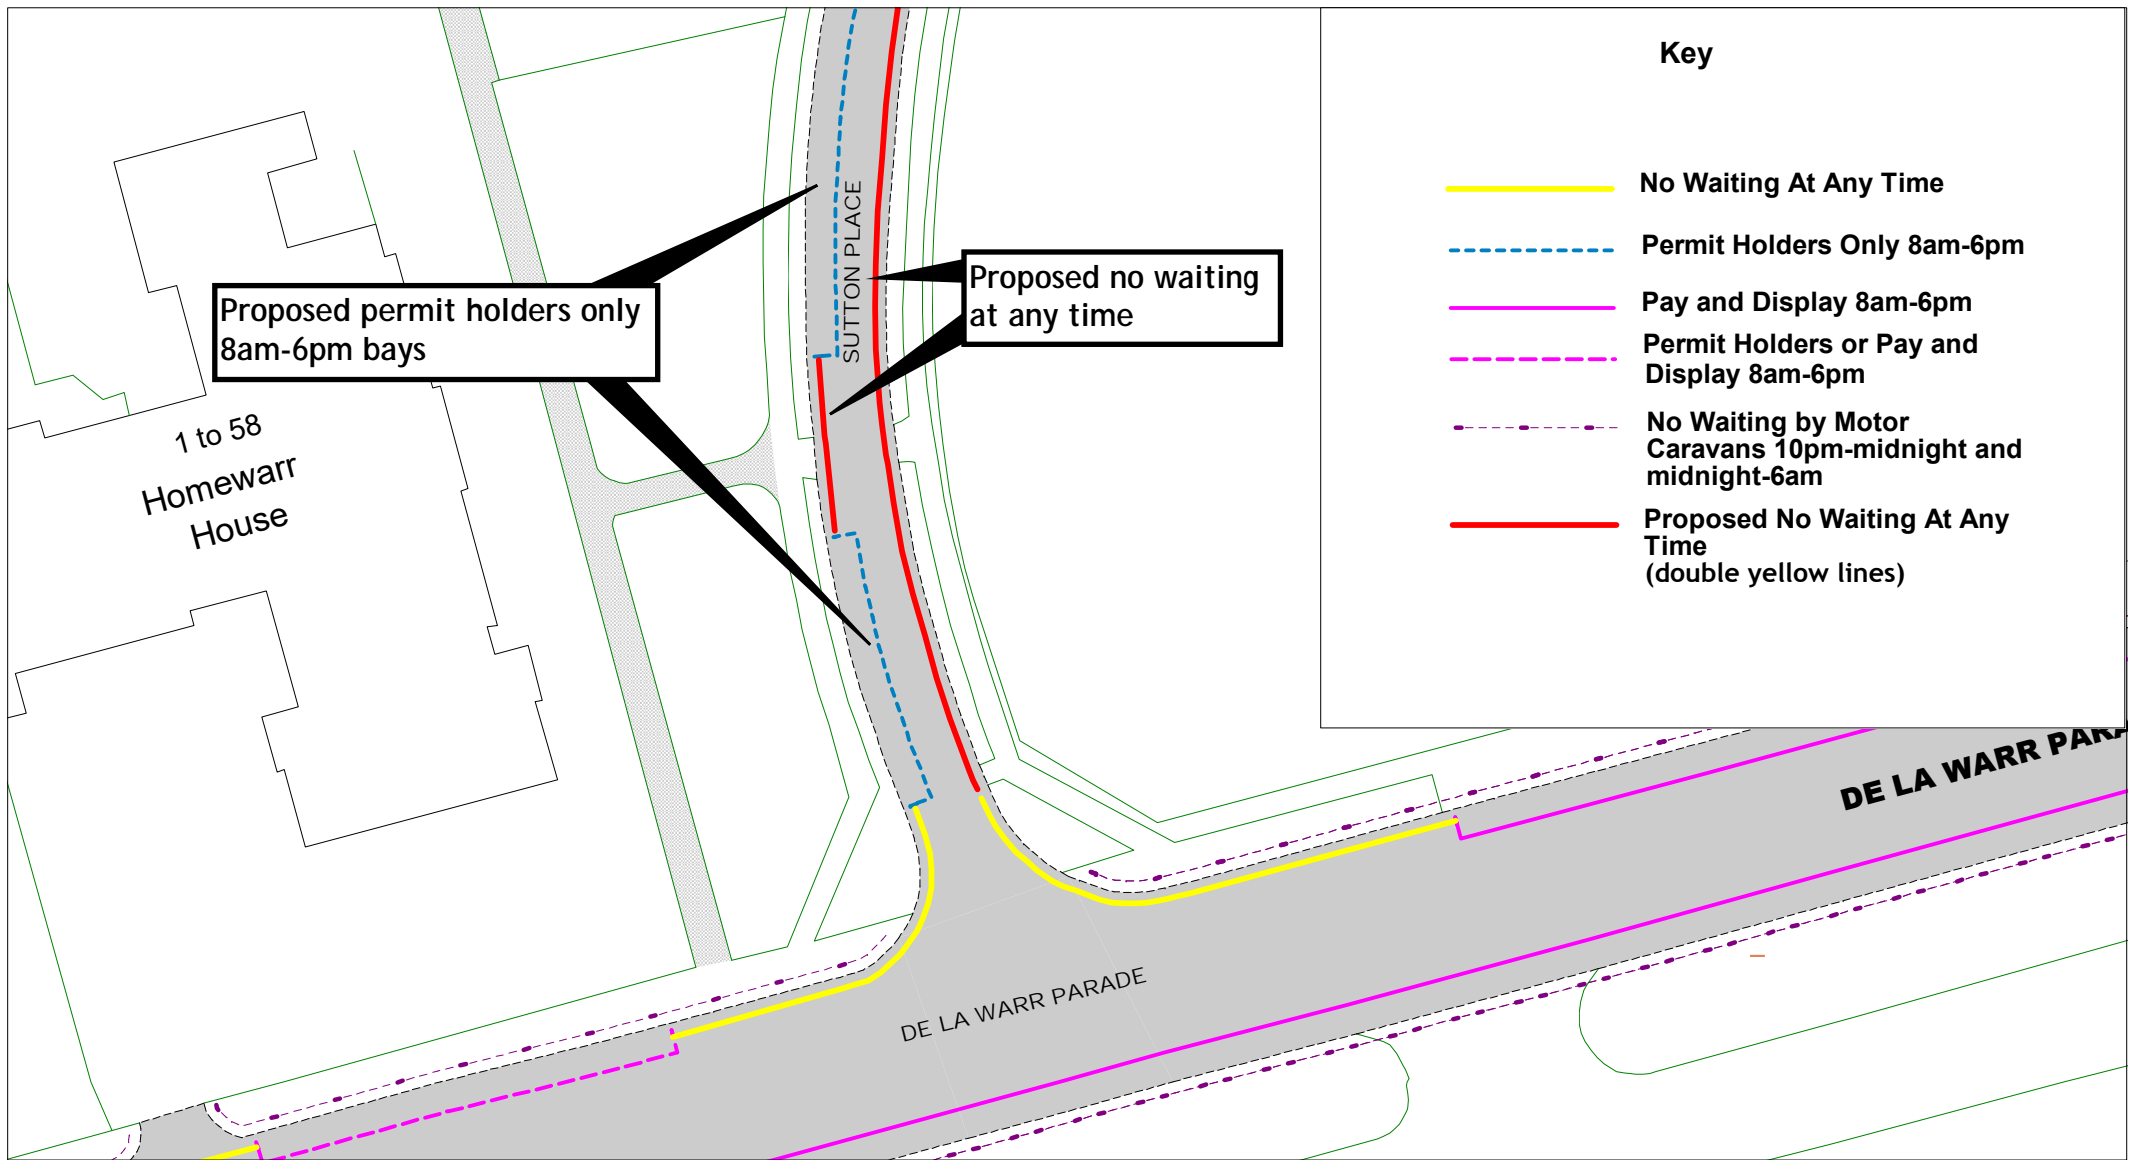 Key
No Waiting At Any Time
Permit Holders Only 8am-6pm
Pay and Display 8am-6pm
Permit Holders or Pay and
Display 8am-6pm
No Waiting by Motor
Caravans 10pm-midnight and
midnight-6am
Proposed No Waiting At Any
Time
(double yellow lines)
SUTTON PLACE
Proposed no waiting
at any time
Proposed permit holders only
8am-6pm bays
1 to 58
Homewarr
House
DE LA WARR PARA
DE LA WARR PARADE